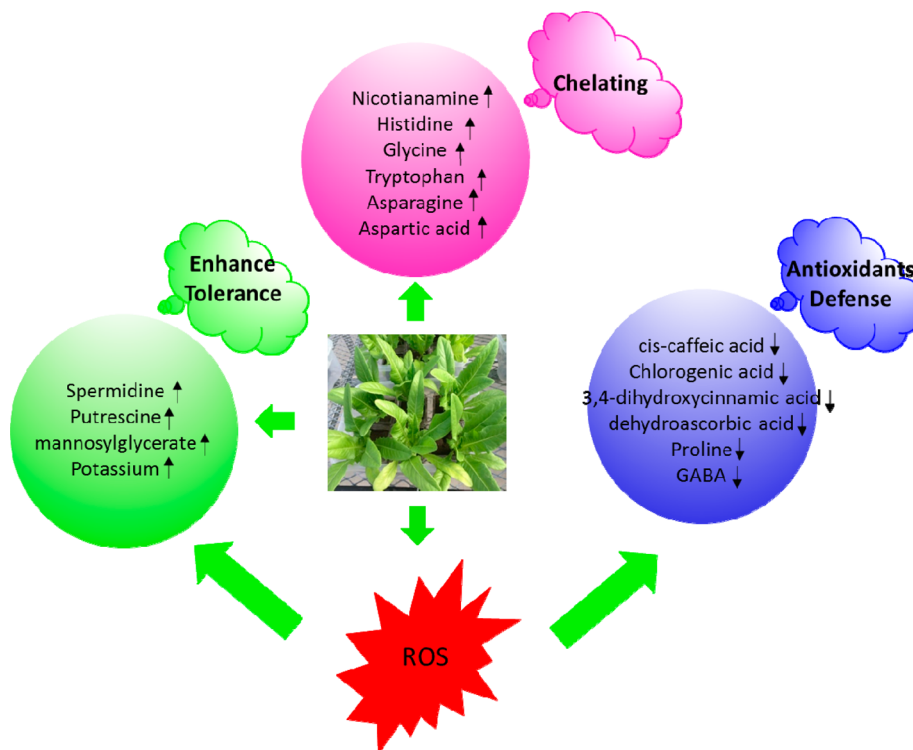 Chelating
Nicotianamine ↑
Histidine ↑
Glycine ↑
Tryptophan ↑
Asparagine ↑
Aspartic acid ↑
Enhance
Tolerance
Spermidine ↑
Putrescine ↑
mannosylglycerate ↑
Potassium ↑
Antioxidants
Defense
cis-caffeic acid ↓
Chlorogenic acid ↓
3,4-dihydroxycinnamic acid ↓
dehydroascorbic acid ↓
Proline ↓
GABA ↓
ROS